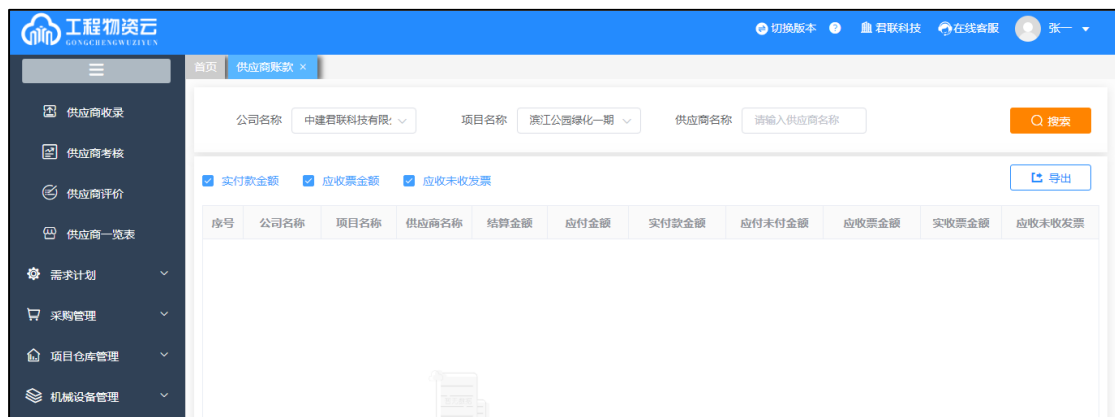 工程物资云
GONGCHENGWUZIYUN
切换版本
君联科技
在线客服
张一
首页
供应商账款 ×
供应商收录
供应商考核
供应商评价
供应商一览表
需求计划
采购管理
项目仓库管理
机械设备管理
公司名称 中建君联科技有限 项目名称 滨江公园绿化一期 供应商名称 请输入供应商名称 搜索
实付款金额 应收票金额 应收未收发票 导出
序号 公司名称 项目名称 供应商名称 结算金额 应付金额 实付款金额 应付未付金额 应收票金额 实收票金额 应收未收发票